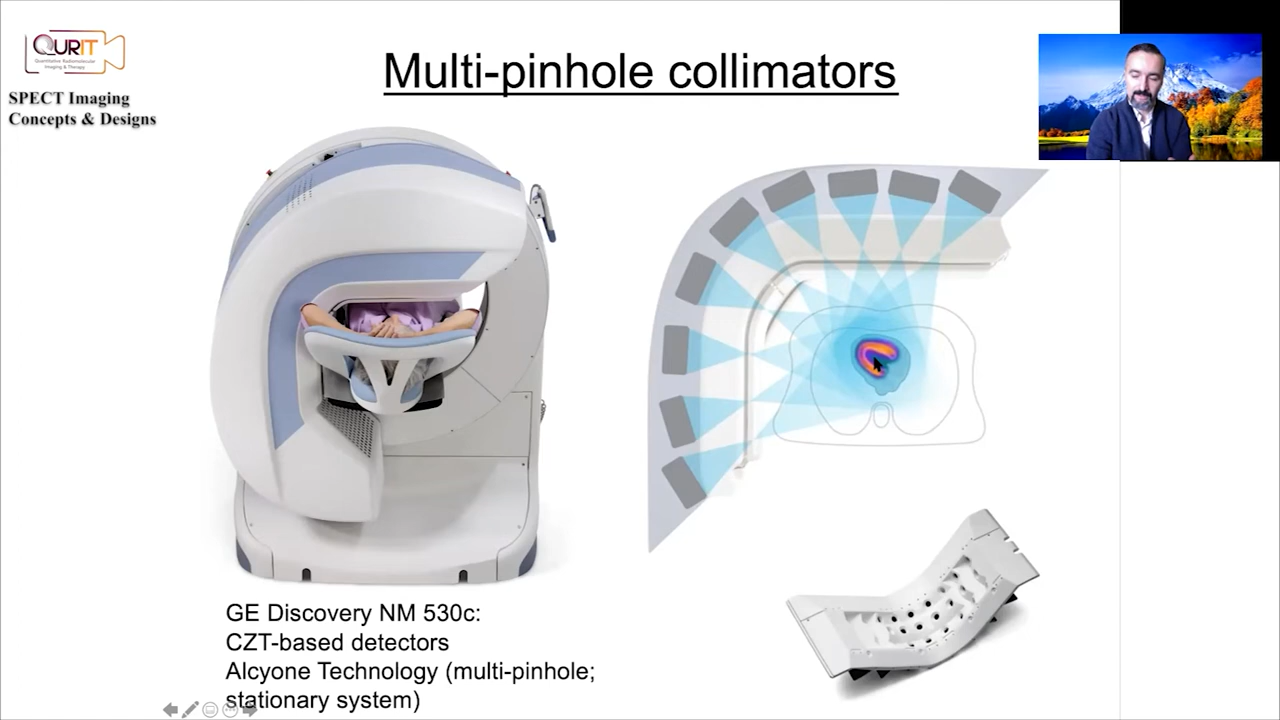 QURIT
Quantitative Radiomolecular
Imaging & Therapy
SPECT Imaging
Concepts & Designs
Multi-pinhole collimators
GE Discovery NM 530c:
CZT-based detectors
Alcyone Technology (multi-pinhole;
stationary system)